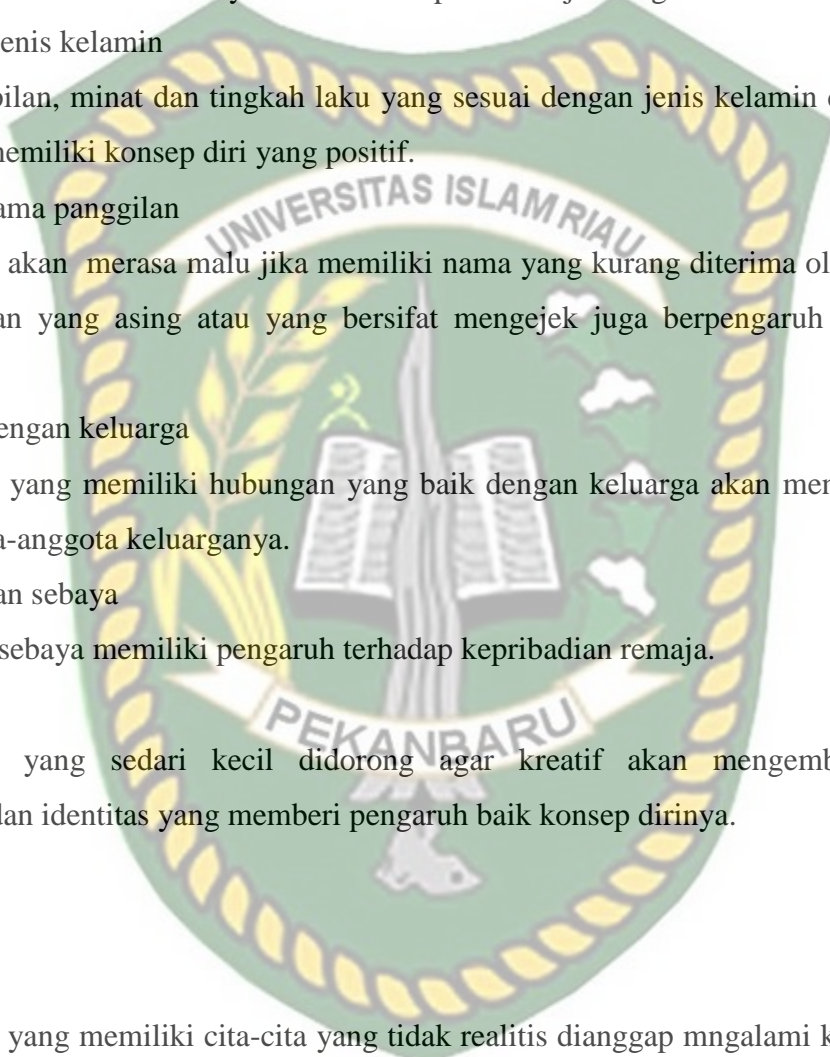 enis kelamin
bilan, minat dan tingkah laku yang sesuai dengan jenis kelamin
memiliki konsep diri yang positif.
ama panggilan
UNIVERSITAS ISLAM RIAU
akan merasa malu jika memiliki nama yang kurang diterima ol
an yang asing atau yang bersifat mengejek juga berpengaruh
engan keluarga
yang memiliki hubungan yang baik dengan keluarga akan men
a-anggota keluarganya.
an sebaya
sebaya memiliki pengaruh terhadap kepribadian remaja.
PEKANBARU
yang sedari kecil didorong agar kreatif akan mengemb
dan identitas yang memberi pengaruh baik konsep dirinya.
yang memiliki cita-cita yang tidak realitis dianggap mngalami k